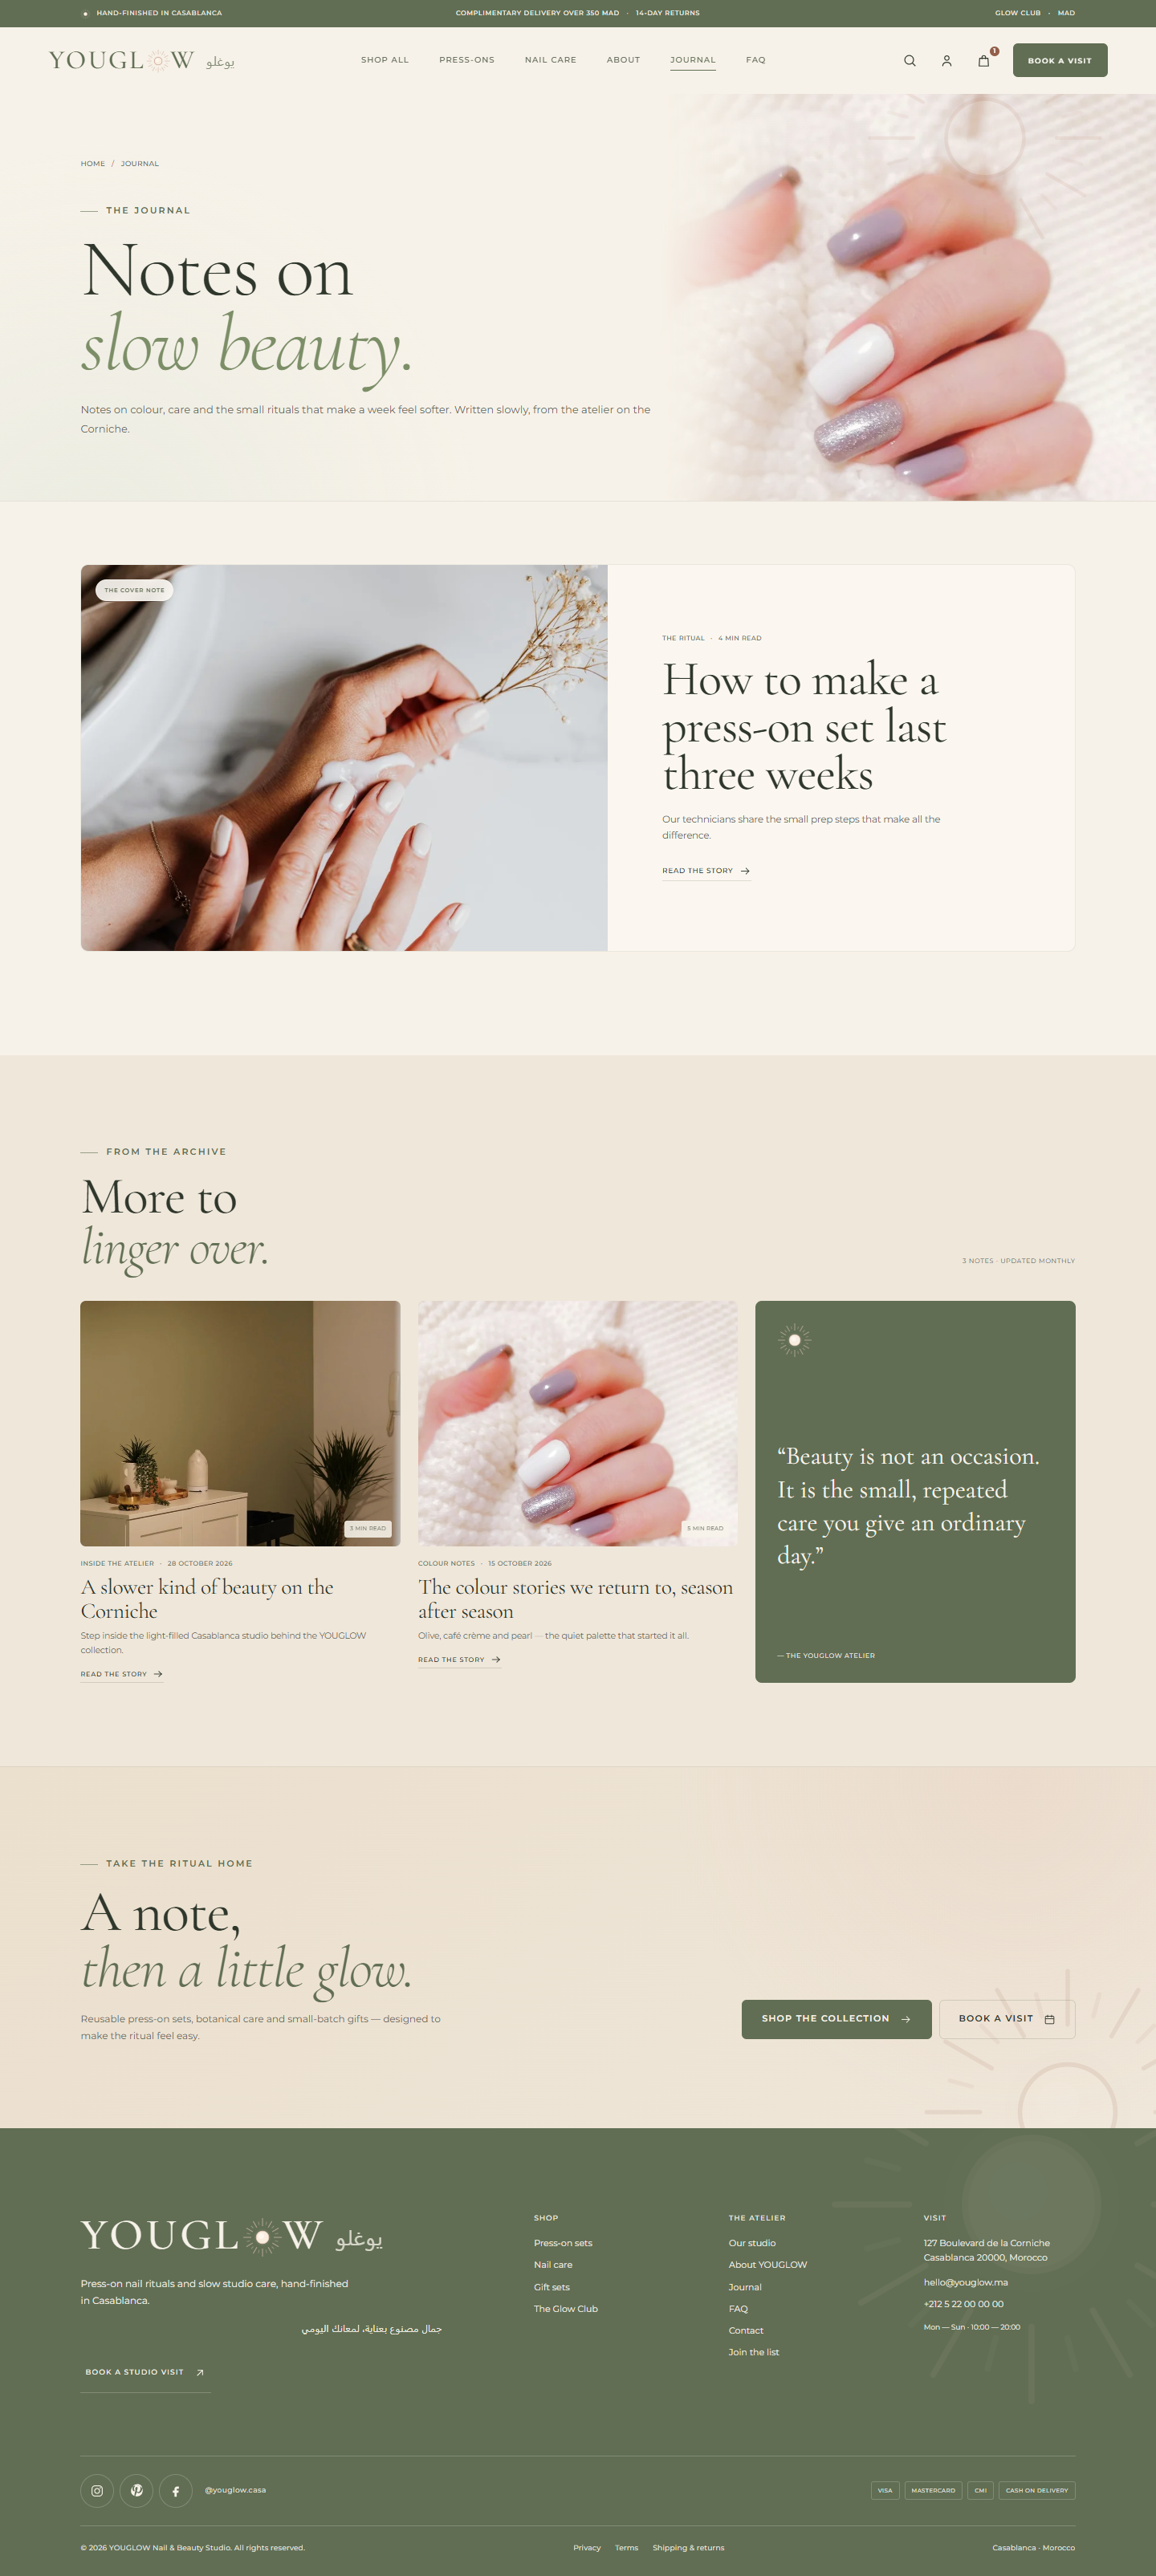 HAND-FINISHED IN CASABLANCA
COMPLIMENTARY DELIVERY OVER 350 MAD · 14-DAY RETURNS
GLOW CLUB · MAD
YOUGLOW يوغلو
SHOP ALL
PRESS-ONS
NAIL CARE
ABOUT
JOURNAL
FAQ
1
BOOK A VISIT
HOME / JOURNAL
THE JOURNAL
Notes on
slow beauty.
Notes on colour, care and the small rituals that make a week feel softer. Written slowly, from the atelier on the
Corniche.
THE COVER NOTE
THE RITUAL · 4 MIN READ
How to make a
press-on set last
three weeks
Our technicians share the small prep steps that make all the
difference.
READ THE STORY
FROM THE ARCHIVE
More to
linger over.
3 NOTES · UPDATED MONTHLY
3 MIN READ
INSIDE THE ATELIER · 28 OCTOBER 2026
A slower kind of beauty on the
Corniche
Step inside the light-filled Casablanca studio behind the YOUGLOW
collection.
READ THE STORY
5 MIN READ
COLOUR NOTES · 15 OCTOBER 2026
The colour stories we return to, season
after season
Olive, café crème and pearl — the quiet palette that started it all.
READ THE STORY
“Beauty is not an occasion.
It is the small, repeated
care you give an ordinary
day.”
— THE YOUGLOW ATELIER
TAKE THE RITUAL HOME
A note,
then a little glow.
Reusable press-on sets, botanical care and small-batch gifts — designed to
make the ritual feel easy.
SHOP THE COLLECTION
BOOK A VISIT
YOUGLOW يوغلو
Press-on nail rituals and slow studio care, hand-finished
in Casablanca.
جمال مصنوع بعناية، لمعانك اليومي
BOOK A STUDIO VISIT
SHOP
Press-on sets
Nail care
Gift sets
The Glow Club
THE ATELIER
Our studio
About YOUGLOW
Journal
FAQ
Contact
Join the list
VISIT
127 Boulevard de la Corniche
Casablanca 20000, Morocco
hello@youglow.ma
+212 5 22 00 00 00
Mon — Sun · 10:00 — 20:00
@youglow.casa
VISA
MASTERCARD
CMI
CASH ON DELIVERY
© 2026 YOUGLOW Nail & Beauty Studio. All rights reserved.
Privacy
Terms
Shipping & returns
Casablanca · Morocco